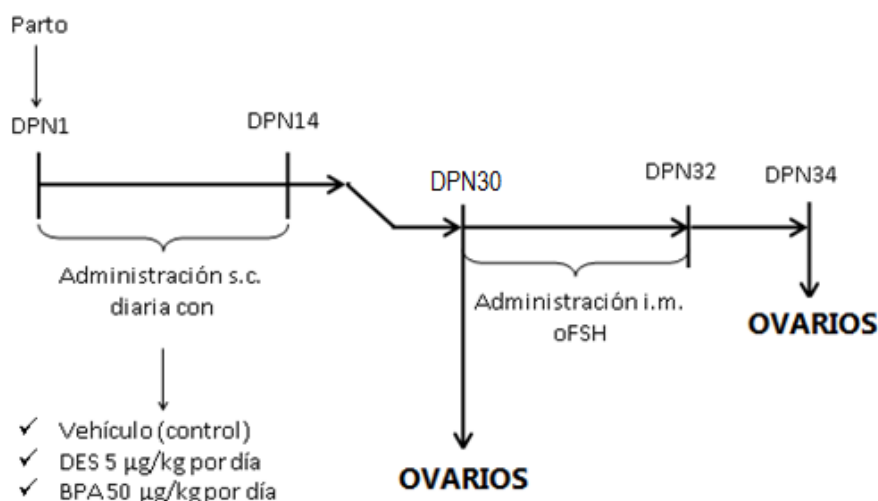 Parto
DPN1
DPN14
DPN30
DPN32
DPN34
Administración s.c.
diaria con
Administración i.m.
oFSH
OVARIOS
✓ Vehículo (control)
✓ DES 5 µg/kg por día
✓ BPA 50 µg/kg por día
OVARIOS